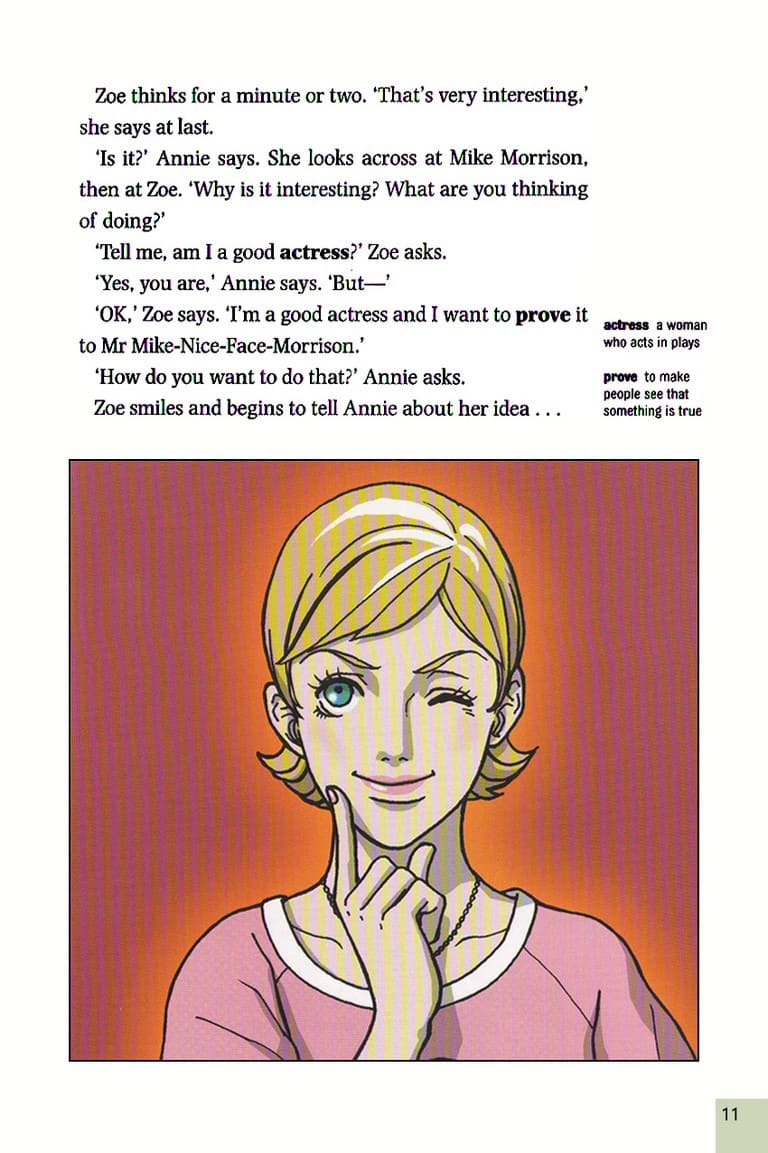 Zoe thinks for a minute or two. ‘That’s very interesting,’
she says at last.
‘Is it?’ Annie says. She looks across at Mike Morrison,
then at Zoe. ‘Why is it interesting? What are you thinking
of doing?’
‘Tell me, am I a good actress?’ Zoe asks.
‘Yes, you are,’ Annie says. ‘But—’
‘OK,’ Zoe says. ‘I’m a good actress and I want to prove it
to Mr Mike-Nice-Face-Morrison.’
‘How do you want to do that?’ Annie asks.
Zoe smiles and begins to tell Annie about her idea . . .
actress a woman
who acts in plays
prove to make
people see that
something is true
11